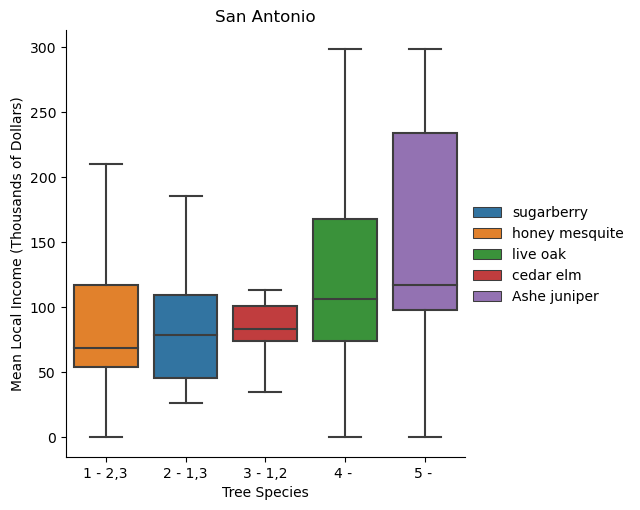 San Antonio
Mean Local Income (Thousands of Dollars)
300
250
200
150
100
50
0
1 - 2,3
2 - 1,3
3 - 1,2
4 -
5 -
Tree Species
sugarberry
honey mesquite
live oak
cedar elm
Ashe juniper